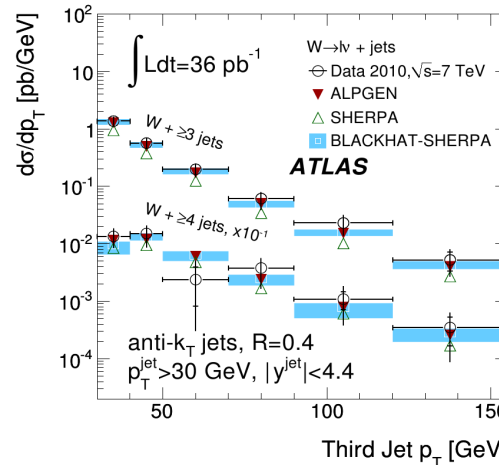 dσ/dp_T [pb/GeV]
10²
10
1
10⁻¹
10⁻²
10⁻³
10⁻⁴
∫Ldt=36 pb⁻¹
W→lν + jets
Data 2010,√s=7 TeV
ALPGEN
SHERPA
BLACKHAT-SHERPA
ATLAS
W + ≥3 jets
W + ≥4 jets, x10⁻¹
anti-k_T jets, R=0.4
p_T^jet>30 GeV, |y^jet|<4.4
50 100 150
Third Jet p_T [GeV